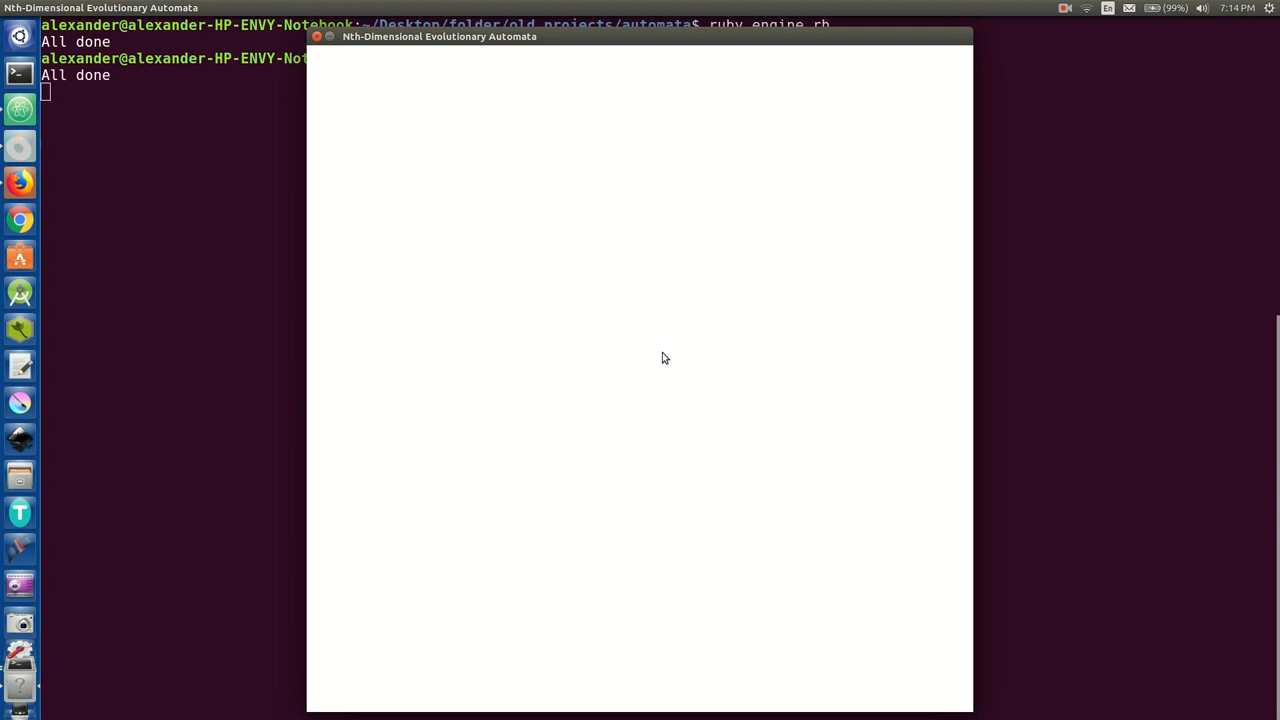 Nth-Dimensional Evolutionary Automata
En
(99%)
7:14 PM
alexander@alexander-HP-ENVY-Notebook:~/Desktop/folder/old_projects/automata$ ruby engine.rb
All done
alexander@alexander-HP-ENVY-Not
All done
Nth-Dimensional Evolutionary Automata